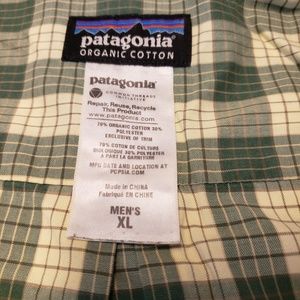 patagonia®
ORGANIC COTTON
patagonia®
COMMON THREADS
INITIATIVE
Repair, Reuse, Recycle
This Product
www.patagonia.com
70% ORGANIC COTTON 30%
POLYESTER
EXCLUSIVE OF TRIM
70% COTON DE CULTURE
BIOLOGIQUE 30% POLYESTER
A PART LA GARNITURE
MFG DATE AND LOCATION AT
PCPSIA.COM
Made in CHINA
Fabriqué EN CHINE
MEN'S
XL